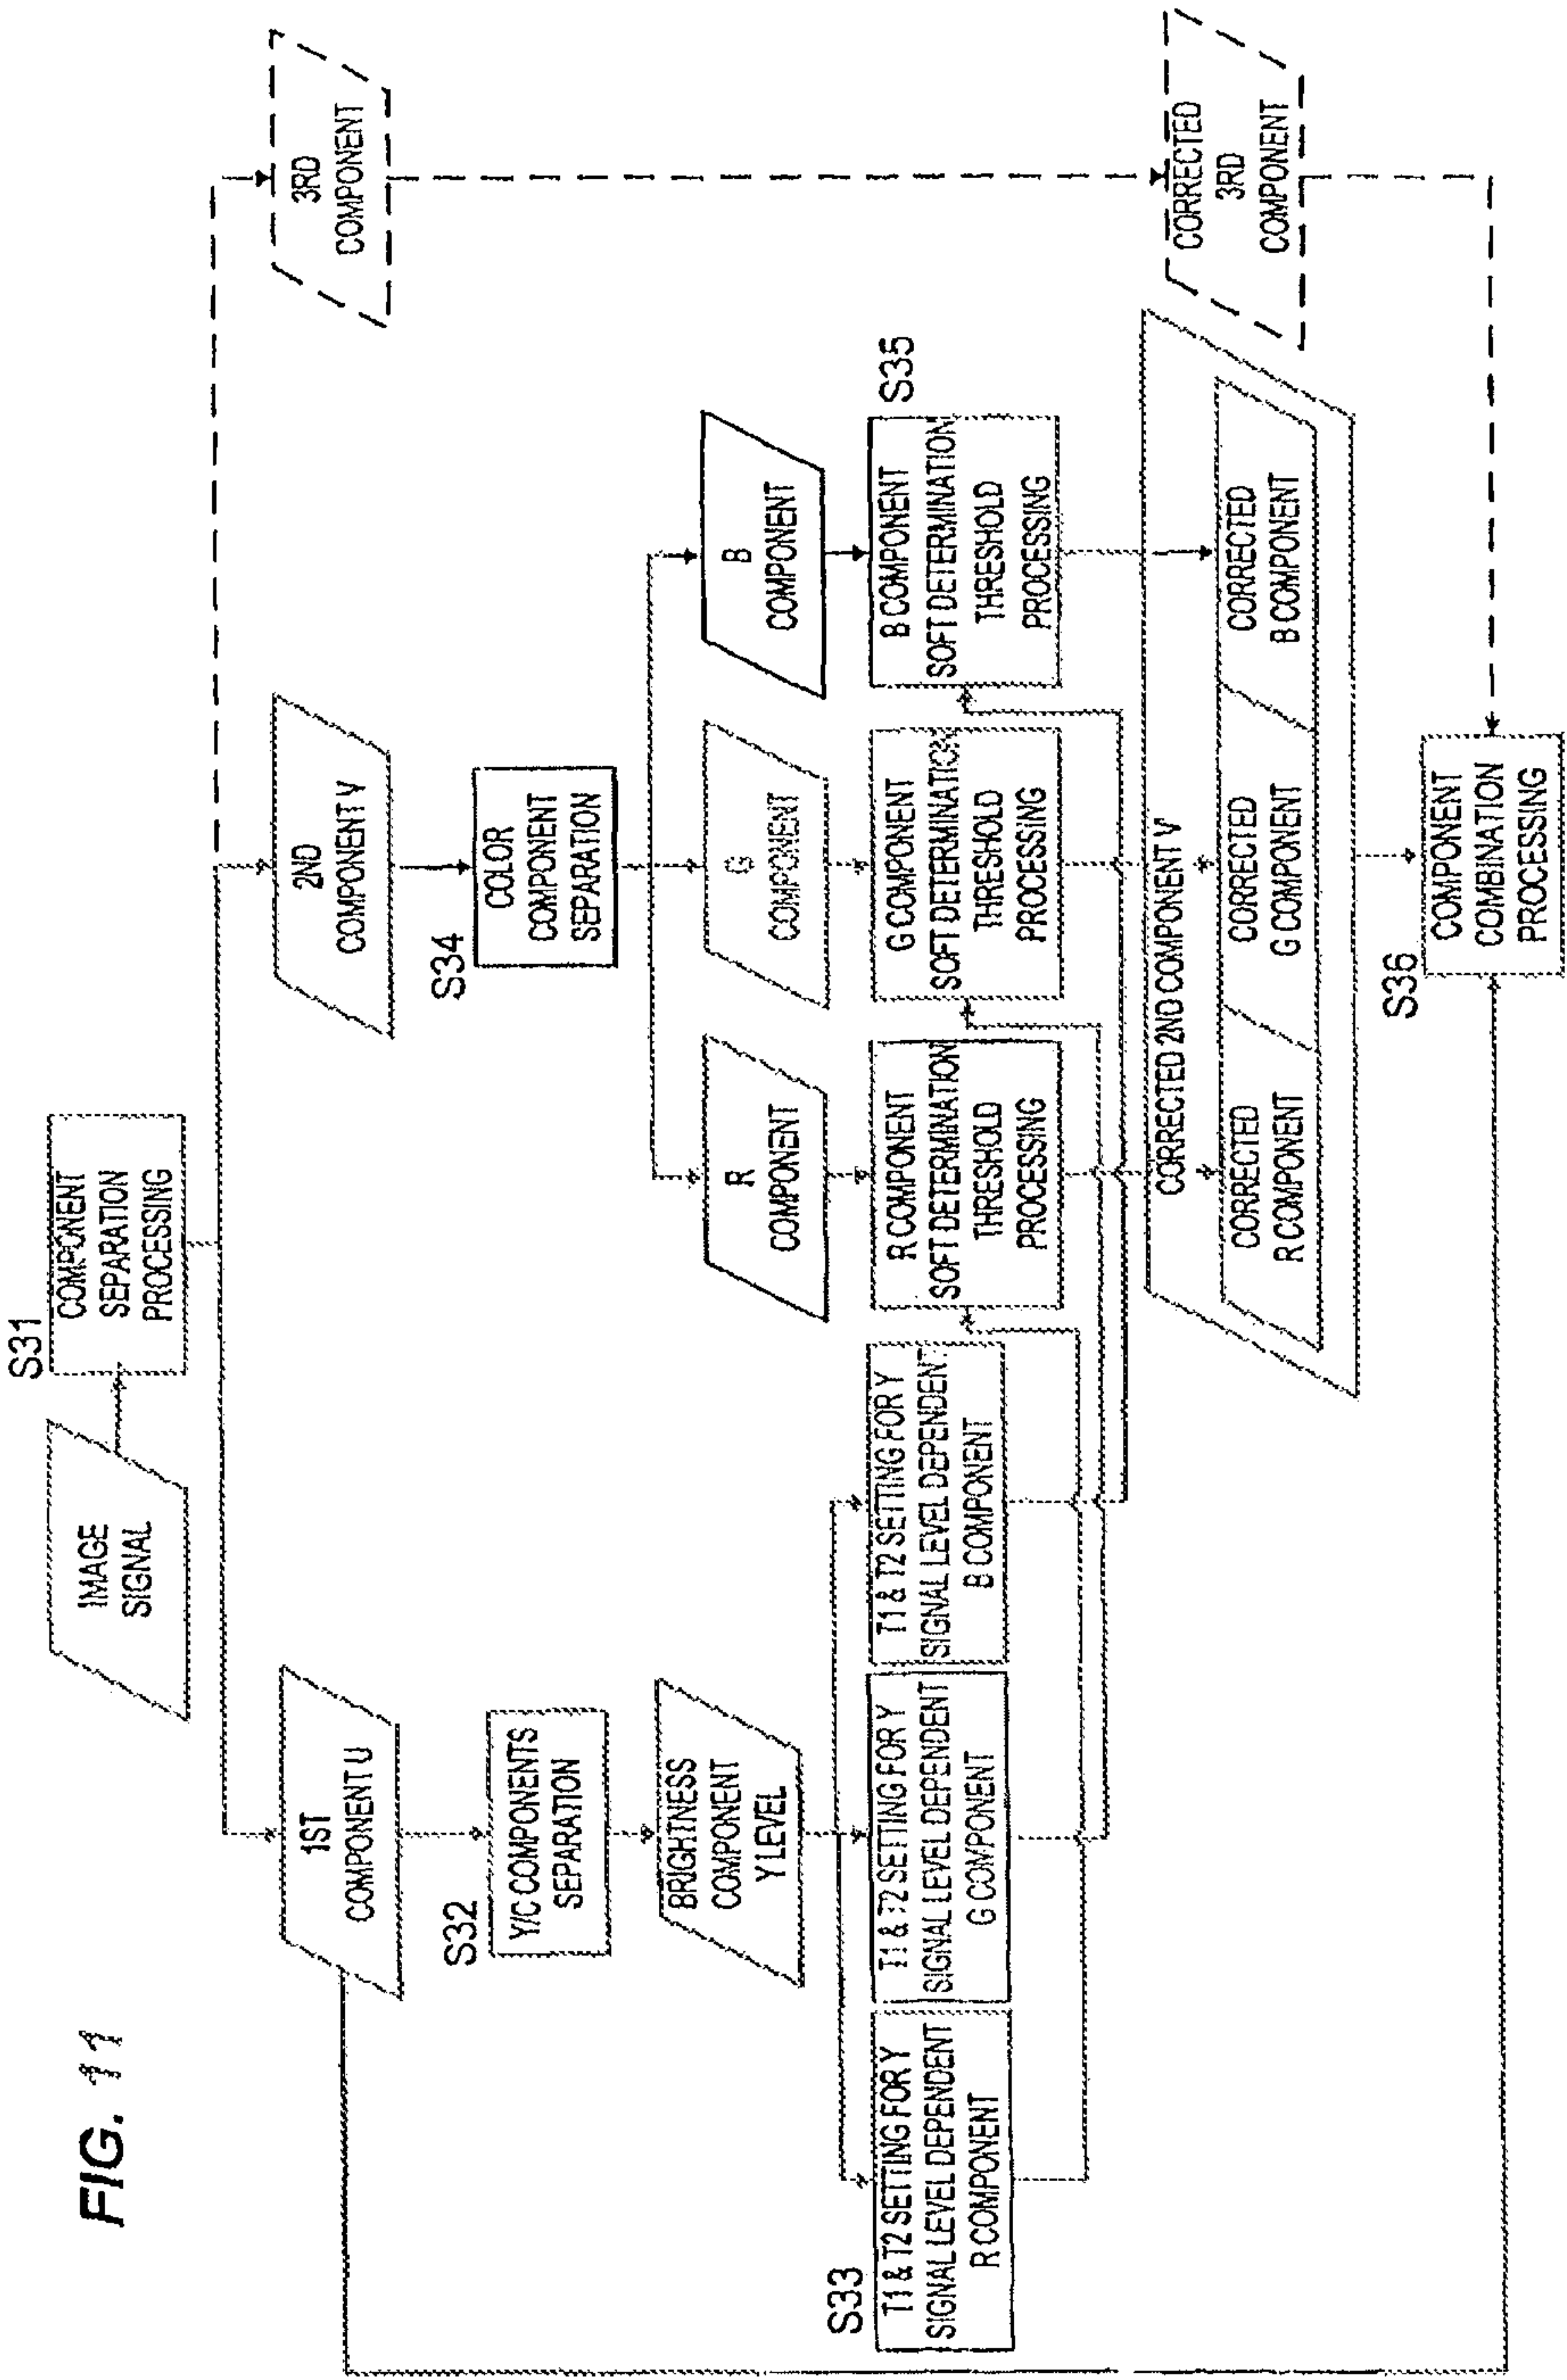 FIG. 11
S31
IMAGE
SIGNAL
COMPONENT
SEPARATION
PROCESSING
1ST
COMPONENT U
2ND
COMPONENT V
3RD
COMPONENT
S32
Y/C COMPONENTS
SEPARATION
S34
COLOR
COMPONENT
SEPARATION
BRIGHTNESS
COMPONENT
Y LEVEL
R
COMPONENT
G
COMPONENT
B
COMPONENT
S33
T1 & T2 SETTING FOR Y
SIGNAL LEVEL DEPENDENT
R COMPONENT
T1 & T2 SETTING FOR Y
SIGNAL LEVEL DEPENDENT
G COMPONENT
T1 & T2 SETTING FOR Y
SIGNAL LEVEL DEPENDENT
B COMPONENT
R COMPONENT
SOFT DETERMINATION
THRESHOLD
PROCESSING
G COMPONENT
SOFT DETERMINATION
THRESHOLD
PROCESSING
B COMPONENT
SOFT DETERMINATION
THRESHOLD
PROCESSING
S35
CORRECTED 2ND COMPONENT V
CORRECTED
R COMPONENT
CORRECTED
G COMPONENT
CORRECTED
B COMPONENT
CORRECTED
3RD
COMPONENT
S36
COMPONENT
COMBINATION
PROCESSING